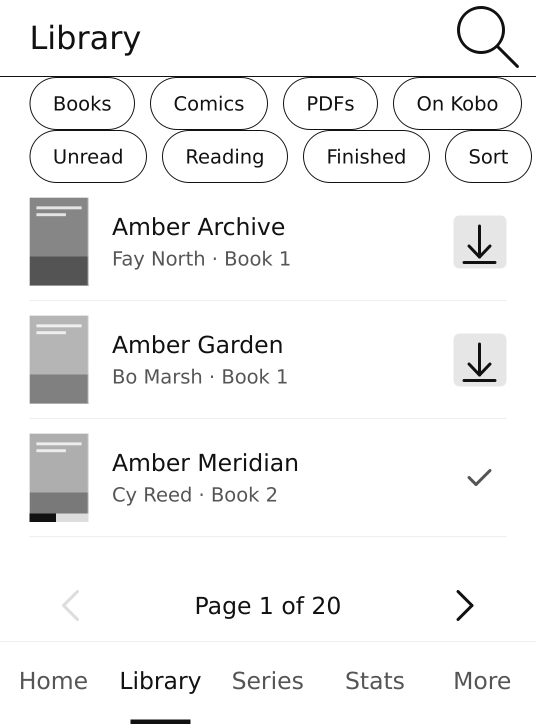 Library
Books Comics PDFs On Kobo
Unread Reading Finished Sort
Amber Archive
Fay North · Book 1
Amber Garden
Bo Marsh · Book 1
Amber Meridian
Cy Reed · Book 2
Page 1 of 20
Home Library Series Stats More